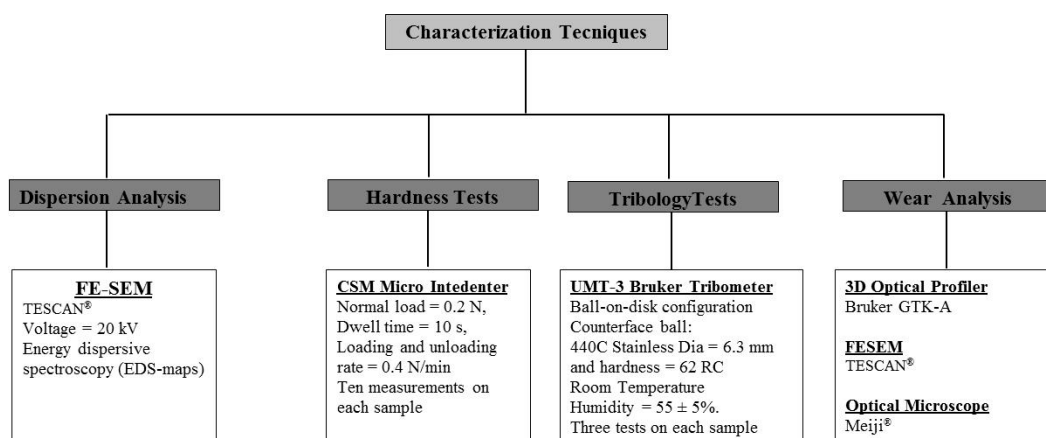 Characterization Tecniques
Dispersion Analysis
FE-SEM
TESCAN®
Voltage = 20 kV
Energy dispersive
spectroscopy (EDS-maps)
Hardness Tests
CSM Micro Intedenter
Normal load = 0.2 N,
Dwell time = 10 s,
Loading and unloading
rate = 0.4 N/min
Ten measurements on
each sample
TribologyTests
UMT-3 Bruker Tribometer
Ball-on-disk configuration
Counterface ball:
440C Stainless Dia = 6.3 mm
and hardness = 62 RC
Room Temperature
Humidity = 55 ± 5%.
Three tests on each sample
Wear Analysis
3D Optical Profiler
Bruker GTK-A
FESEM
TESCAN®
Optical Microscope
Meiji®